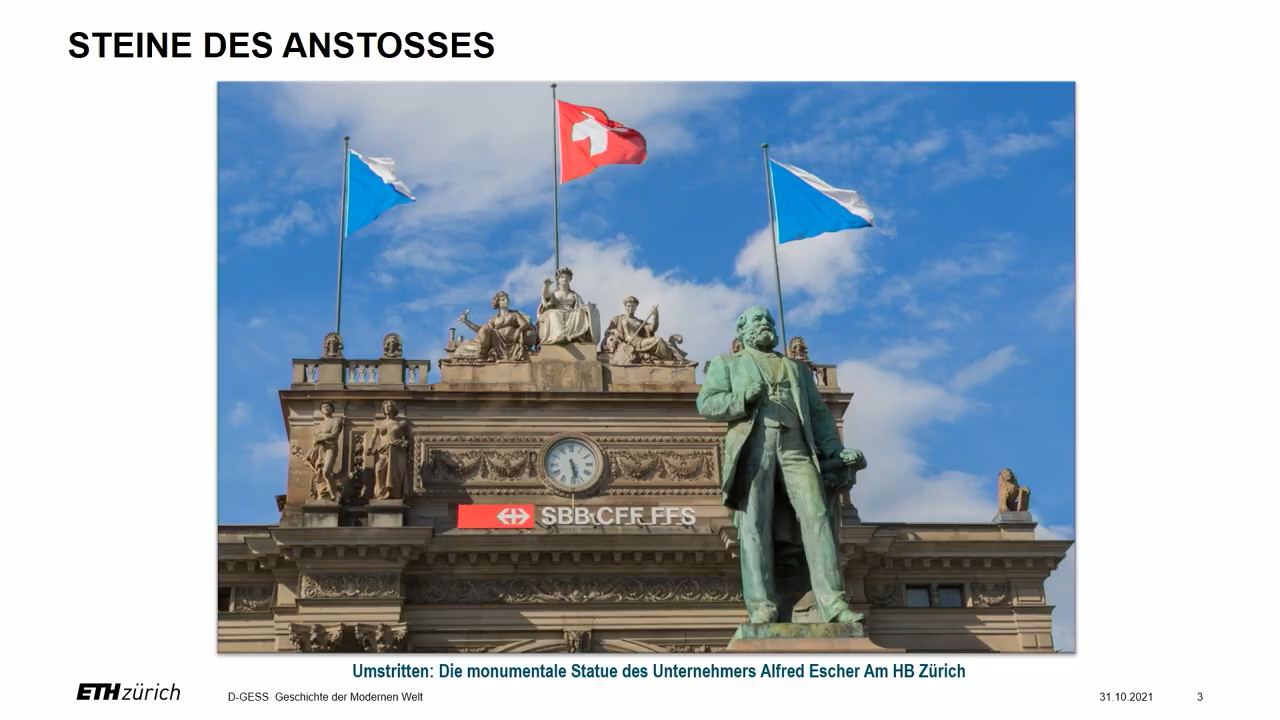 STEINE DES ANSTOSSES
SBB CFF FFS
Umstritten: Die monumentale Statue des Unternehmers Alfred Escher Am HB Zürich
ETH zürich
D-GESS Geschichte der Modernen Welt
31.10.2021
3